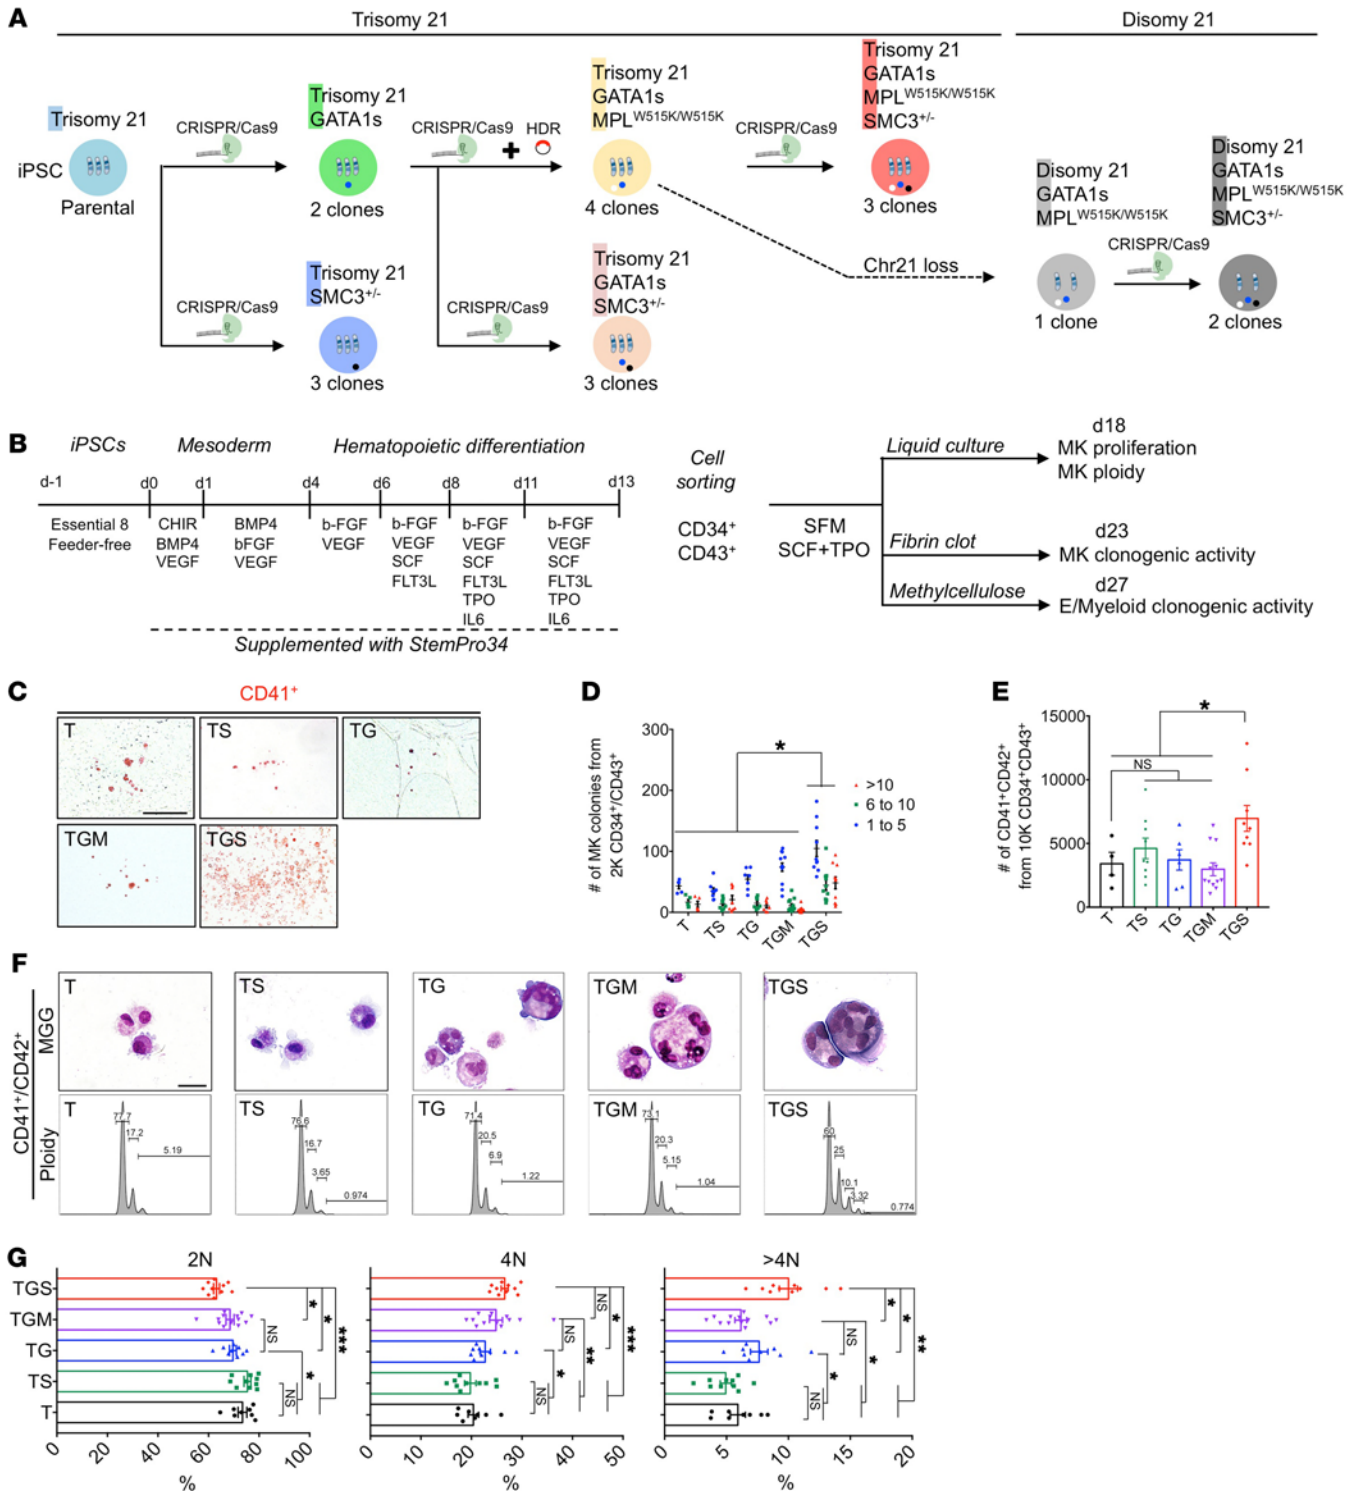 A
Trisomy 21
Disomy 21
iPSC
Trisomy 21
Parental
CRISPR/Cas9
Trisomy 21
GATA1s
2 clones
CRISPR/Cas9
HDR
Trisomy 21
GATA1s
MPL^W515K/W515K
4 clones
CRISPR/Cas9
Trisomy 21
GATA1s
MPL^W515K/W515K
SMC3+/-
3 clones
CRISPR/Cas9
Trisomy 21
SMC3+/-
3 clones
CRISPR/Cas9
Trisomy 21
GATA1s
SMC3+/-
3 clones
Chr21 loss
Disomy 21
GATA1s
MPL^W515K/W515K
1 clone
CRISPR/Cas9
Disomy 21
GATA1s
MPL^W515K/W515K
SMC3+/-
2 clones
B
iPSCs Mesoderm Hematopoietic differentiation
d-1 d0 d1 d4 d6 d8 d11 d13
Essential 8
Feeder-free
CHIR
BMP4
VEGF
BMP4
bFGF
VEGF
b-FGF
VEGF
b-FGF
VEGF
SCF
FLT3L
b-FGF
VEGF
SCF
FLT3L
TPO
IL6
b-FGF
VEGF
SCF
FLT3L
TPO
IL6
Supplemented with StemPro34
Cell
sorting
CD34+
CD43+
SFM
SCF+TPO
Liquid culture
d18
MK proliferation
MK ploidy
Fibrin clot
d23
MK clonogenic activity
Methylcellulose
d27
E/Myeloid clonogenic activity
C
CD41+
T
TS
TG
TGM
TGS
D
# of MK colonies from
2K CD34+/CD43+
300
200
100
0
*
>10
6 to 10
1 to 5
T TS TG TGM TGS
E
# of CD41+CD42+
from 10K CD34+CD43+
15000
10000
5000
0
*
NS
T TS TG TGM TGS
F
CD41+/CD42+
MGG
T
TS
TG
TGM
TGS
Ploidy
T
77.7
17.2
5.19
TS
76.6
16.7
3.65
0.974
TG
71.4
20.5
6.9
1.22
TGM
73.1
20.3
5.15
1.04
TGS
60
25
10.1
3.32
0.774
G
2N
TGS
TGM
TG
TS
T
NS
NS
*
*
*
***
0 20 40 60 80 100
%
4N
NS
*
NS
**
NS
*
***
0 10 20 30 40 50
%
>4N
NS
*
NS
*
*
*
**
0 5 10 15 20
%